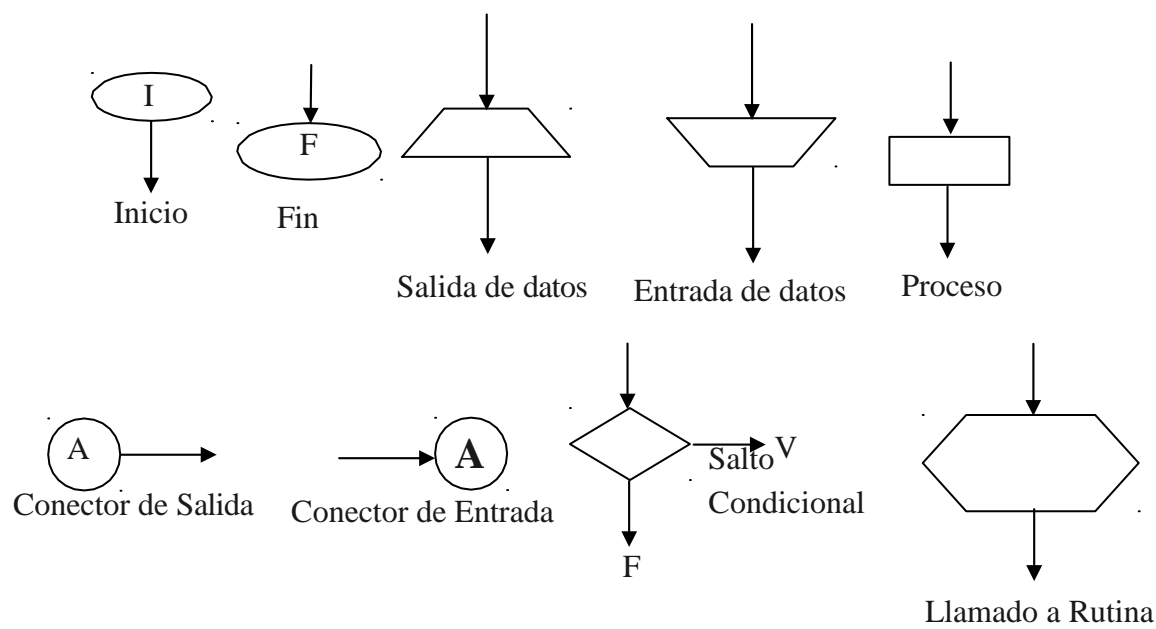 I
F
Inicio
Fin
Salida de datos
Entrada de datos
Proceso
A
Conector de Salida
A
Conector de Entrada
V
Salto
Condicional
F
Llamado a Rutina